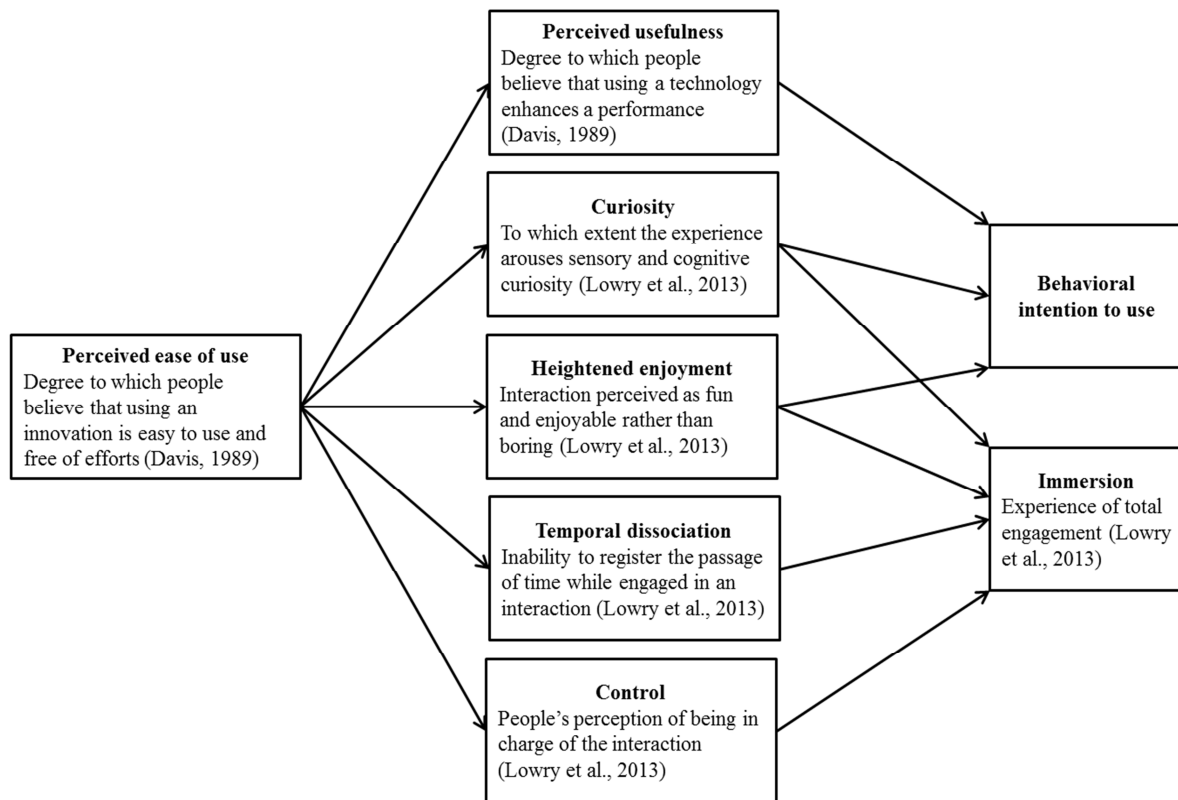 Perceived usefulness
Degree to which people
believe that using a technology
enhances a performance
(Davis, 1989)
Curiosity
To which extent the experience
arouses sensory and cognitive
curiosity (Lowry et al., 2013)
Perceived ease of use
Degree to which people
believe that using an
innovation is easy to use and
free of efforts (Davis, 1989)
Heightened enjoyment
Interaction perceived as fun
and enjoyable rather than
boring (Lowry et al., 2013)
Temporal dissociation
Inability to register the passage
of time while engaged in an
interaction (Lowry et al., 2013)
Control
People’s perception of being in
charge of the interaction
(Lowry et al., 2013)
Behavioral
intention to use
Immersion
Experience of total
engagement (Lowry
et al., 2013)